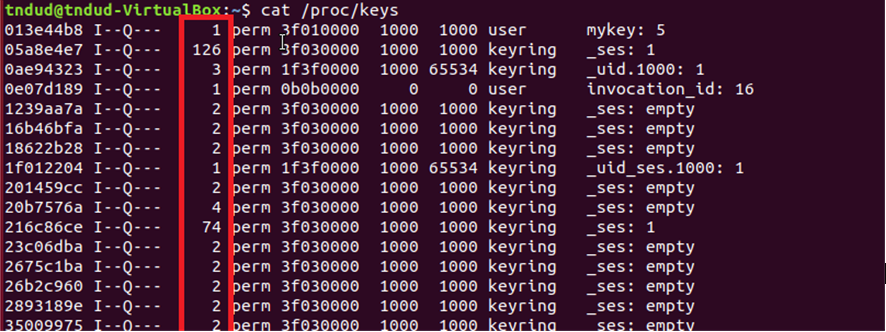 tndud@tndud-VirtualBox:~$ cat /proc/keys
013e44b8 I--Q--- 1 perm 3f010000 1000 1000 user mykey: 5
05a8e4e7 I--Q--- 126 perm 3f030000 1000 1000 keyring _ses: 1
0ae94323 I--Q--- 3 perm 1f3f0000 1000 65534 keyring _uid.1000: 1
0e07d189 I--Q--- 1 perm 0b0b0000 0 0 user invocation_id: 16
1239aa7a I--Q--- 2 perm 3f030000 1000 1000 keyring _ses: empty
16b46bfa I--Q--- 2 perm 3f030000 1000 1000 keyring _ses: empty
18622b28 I--Q--- 2 perm 3f030000 1000 1000 keyring _ses: empty
1f012204 I--Q--- 1 perm 1f3f0000 1000 65534 keyring _uid_ses.1000: 1
201459cc I--Q--- 2 perm 3f030000 1000 1000 keyring _ses: empty
20b7576a I--Q--- 4 perm 3f030000 1000 1000 keyring _ses: empty
216c86ce I--Q--- 74 perm 3f030000 1000 1000 keyring _ses: 1
23c06dba I--Q--- 2 perm 3f030000 1000 1000 keyring _ses: empty
2675c1ba I--Q--- 2 perm 3f030000 1000 1000 keyring _ses: empty
26b2c960 I--Q--- 2 perm 3f030000 1000 1000 keyring _ses: empty
2893189e I--Q--- 2 perm 3f030000 1000 1000 keyring _ses: empty
35009975 I--Q--- 2 perm 3f030000 1000 1000 keyring _ses: empty